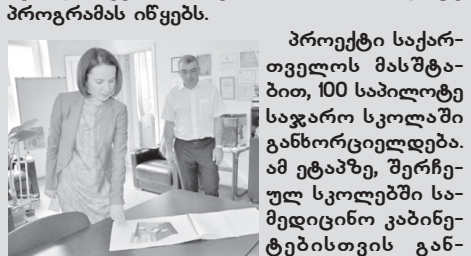 პროგრამას იწყებს.
პროექტი საქარ-
თველოს მასშტა-
ბით, 100 საპილოტე
საჯარო სკოლაში
განხორციელდება.
ამ ეტაპზე, შერჩე-
ულ სკოლებში სა-
მედიცინო კაბინე-
ტებისთვის გან-